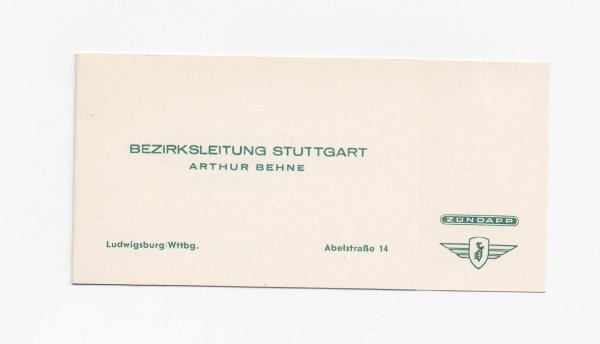 BEZIRKSLEITUNG STUTTGART
ARTHUR BEHNE
Ludwigsburg/Wttbg. Abelstraße 14
ZÜNDAPP